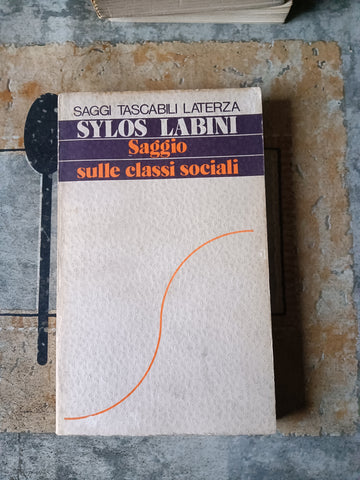 SAGGI TASCABILI LATERZA
SYLOS LABINI
Saggio
sulle classi sociali